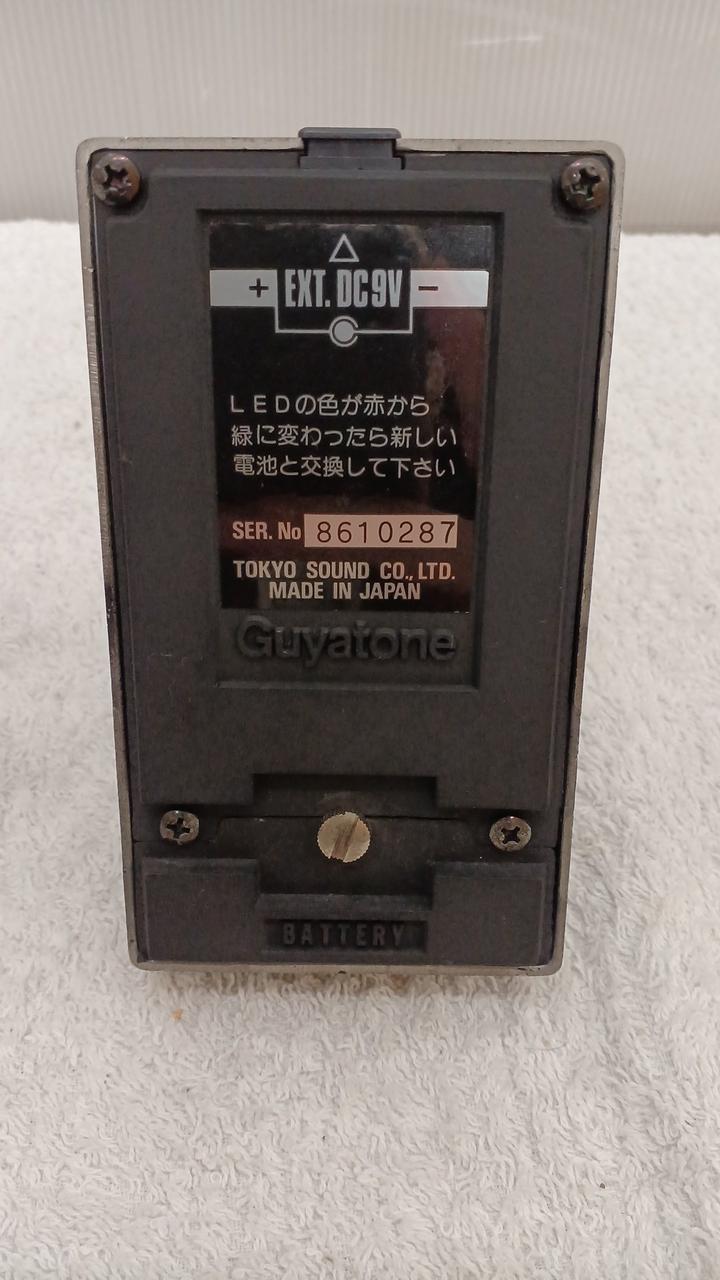 + EXT. DC9V −
ＬＥＤの色が赤から
緑に変わったら新しい
電池と交換して下さい
SER. No 8610287
TOKYO SOUND CO., LTD.
MADE IN JAPAN
Guyatone
BATTERY